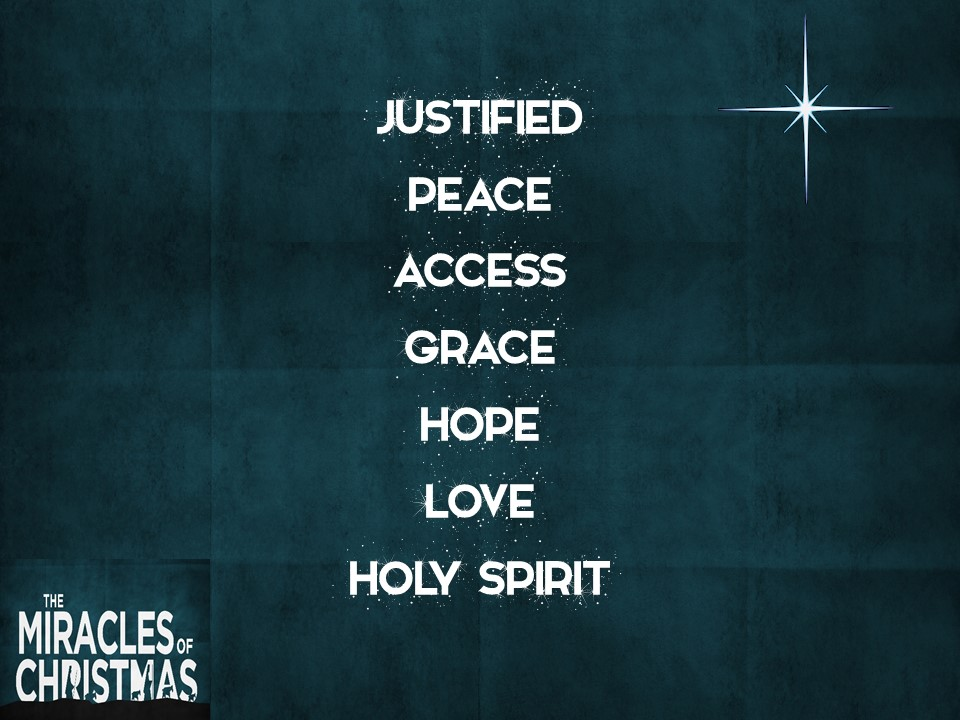 JUSTIFIED
PEACE
ACCESS
GRACE
HOPE
LOVE
HOLY SPIRIT
THE
MIRACLES OF
CHRISTMAS